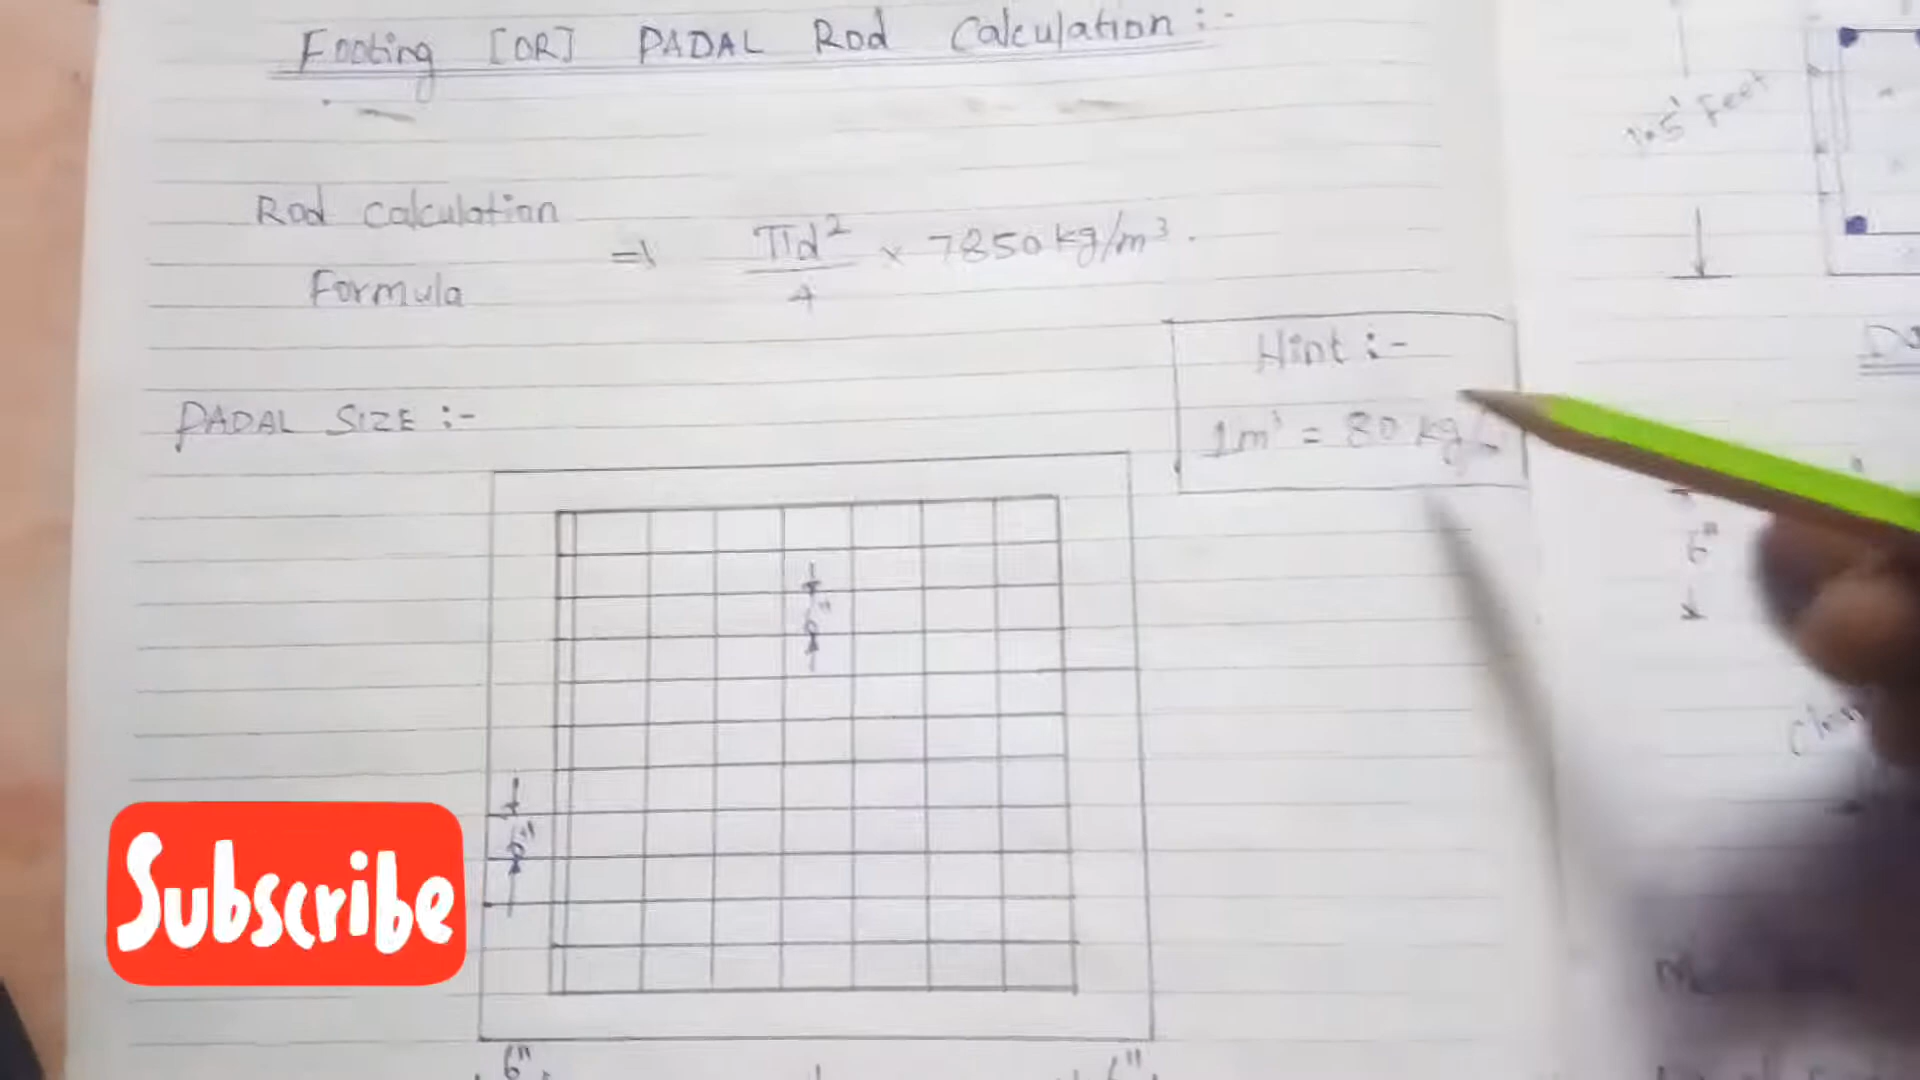 Footing [OR] PADAL Rod Calculation :-
Rod calculation
Formula
=) πd²/4 × 7850 kg/m³.
Hint :-
1m³ = 80 kg
PADAL SIZE :-
6"
6"
6"
1.5' Feet
6"
Subscribe